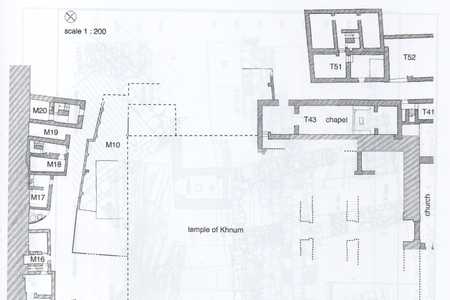 scale 1 : 200
T51
T52
M20
T43 chapel
T41
M19
M10
M18
M17
church
temple of Khnum
M16